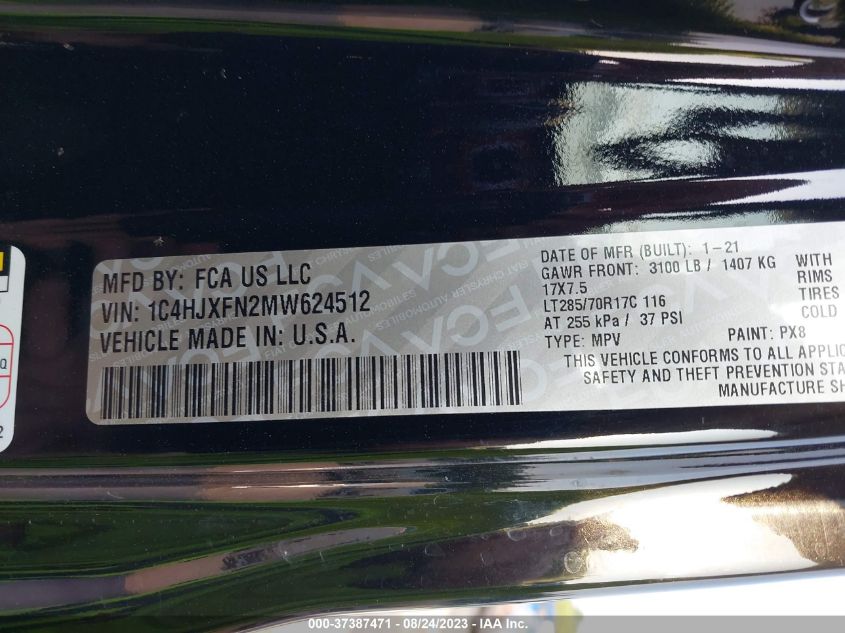 MFD BY: FCA US LLC
VIN: 1C4HJXFN2MW624512
VEHICLE MADE IN: U.S.A.
DATE OF MFR (BUILT): 1-21
GAWR FRONT: 3100 LB / 1407 KG WITH
17X7.5 RIMS
LT285/70R17C 116 TIRES
AT 255 kPa / 37 PSI COLD
TYPE: MPV PAINT: PX8
THIS VEHICLE CONFORMS TO ALL
SAFETY AND THEFT PREVENTION
MANUFACTURE
000-37387471 - 08/24/2023 - © IAA Inc.